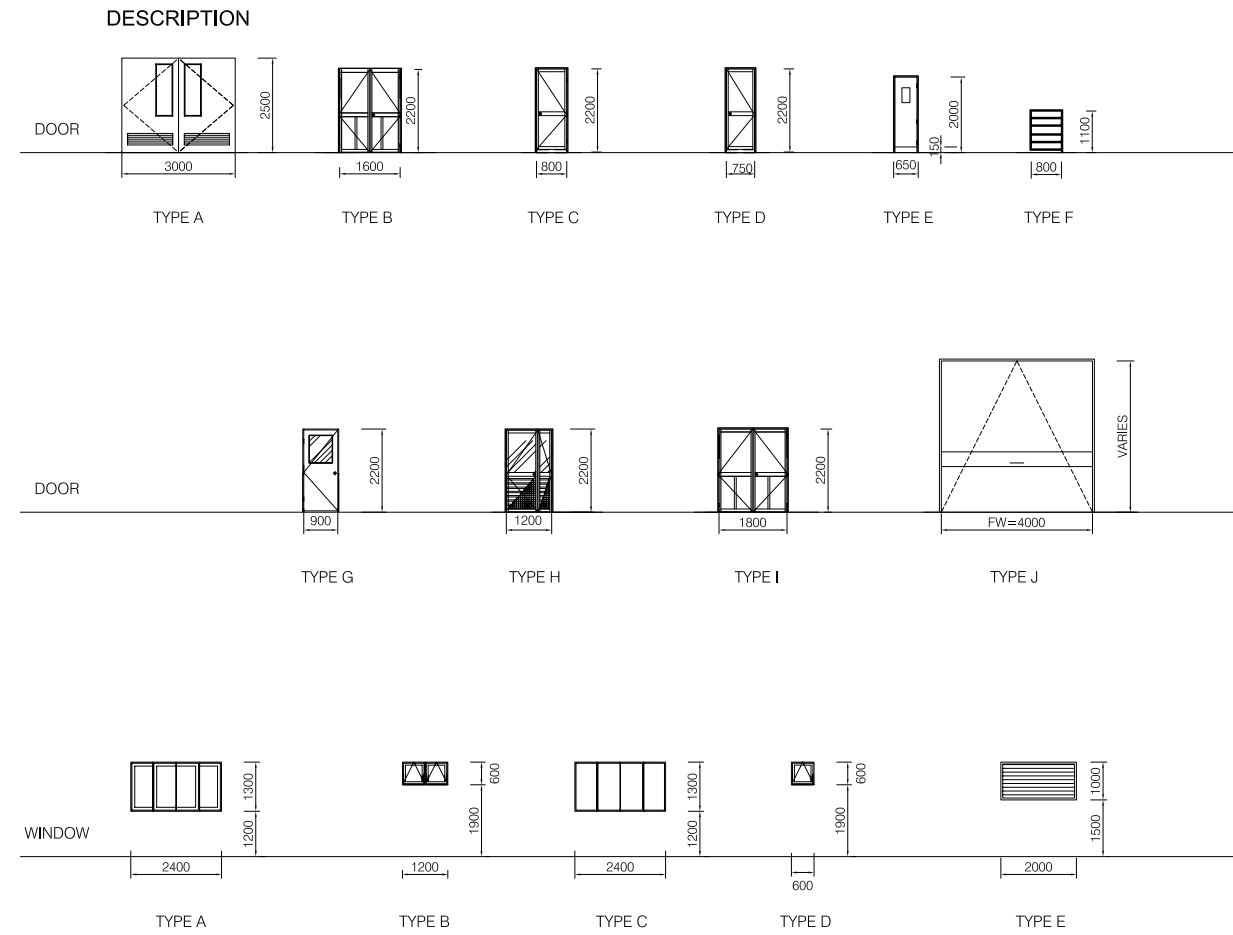 DESCRIPTION
DOOR
2500
2200
2200
2200
2000
150
1100
3000
1600
800
750
650
800
TYPE A
TYPE B
TYPE C
TYPE D
TYPE E
TYPE F
DOOR
2200
2200
2200
VARIES
900
1200
1800
FW=4000
TYPE G
TYPE H
TYPE I
TYPE J
WINDOW
1300
1200
600
1900
1300
1200
600
1900
1000
1500
2400
1200
2400
600
2000
TYPE A
TYPE B
TYPE C
TYPE D
TYPE E